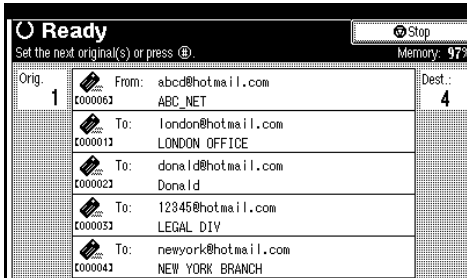 Ready
Stop
Set the next original(s) or press (#).
Memory: 97%
Orig.
1
From: abcd@hotmail.com
[00006] ABC_NET
To: london@hotmail.com
[00001] LONDON OFFICE
To: donald@hotmail.com
[00002] Donald
To: 12345@hotmail.com
[00003] LEGAL DIV
To: newyork@hotmail.com
[00004] NEW YORK BRANCH
Dest.:
4